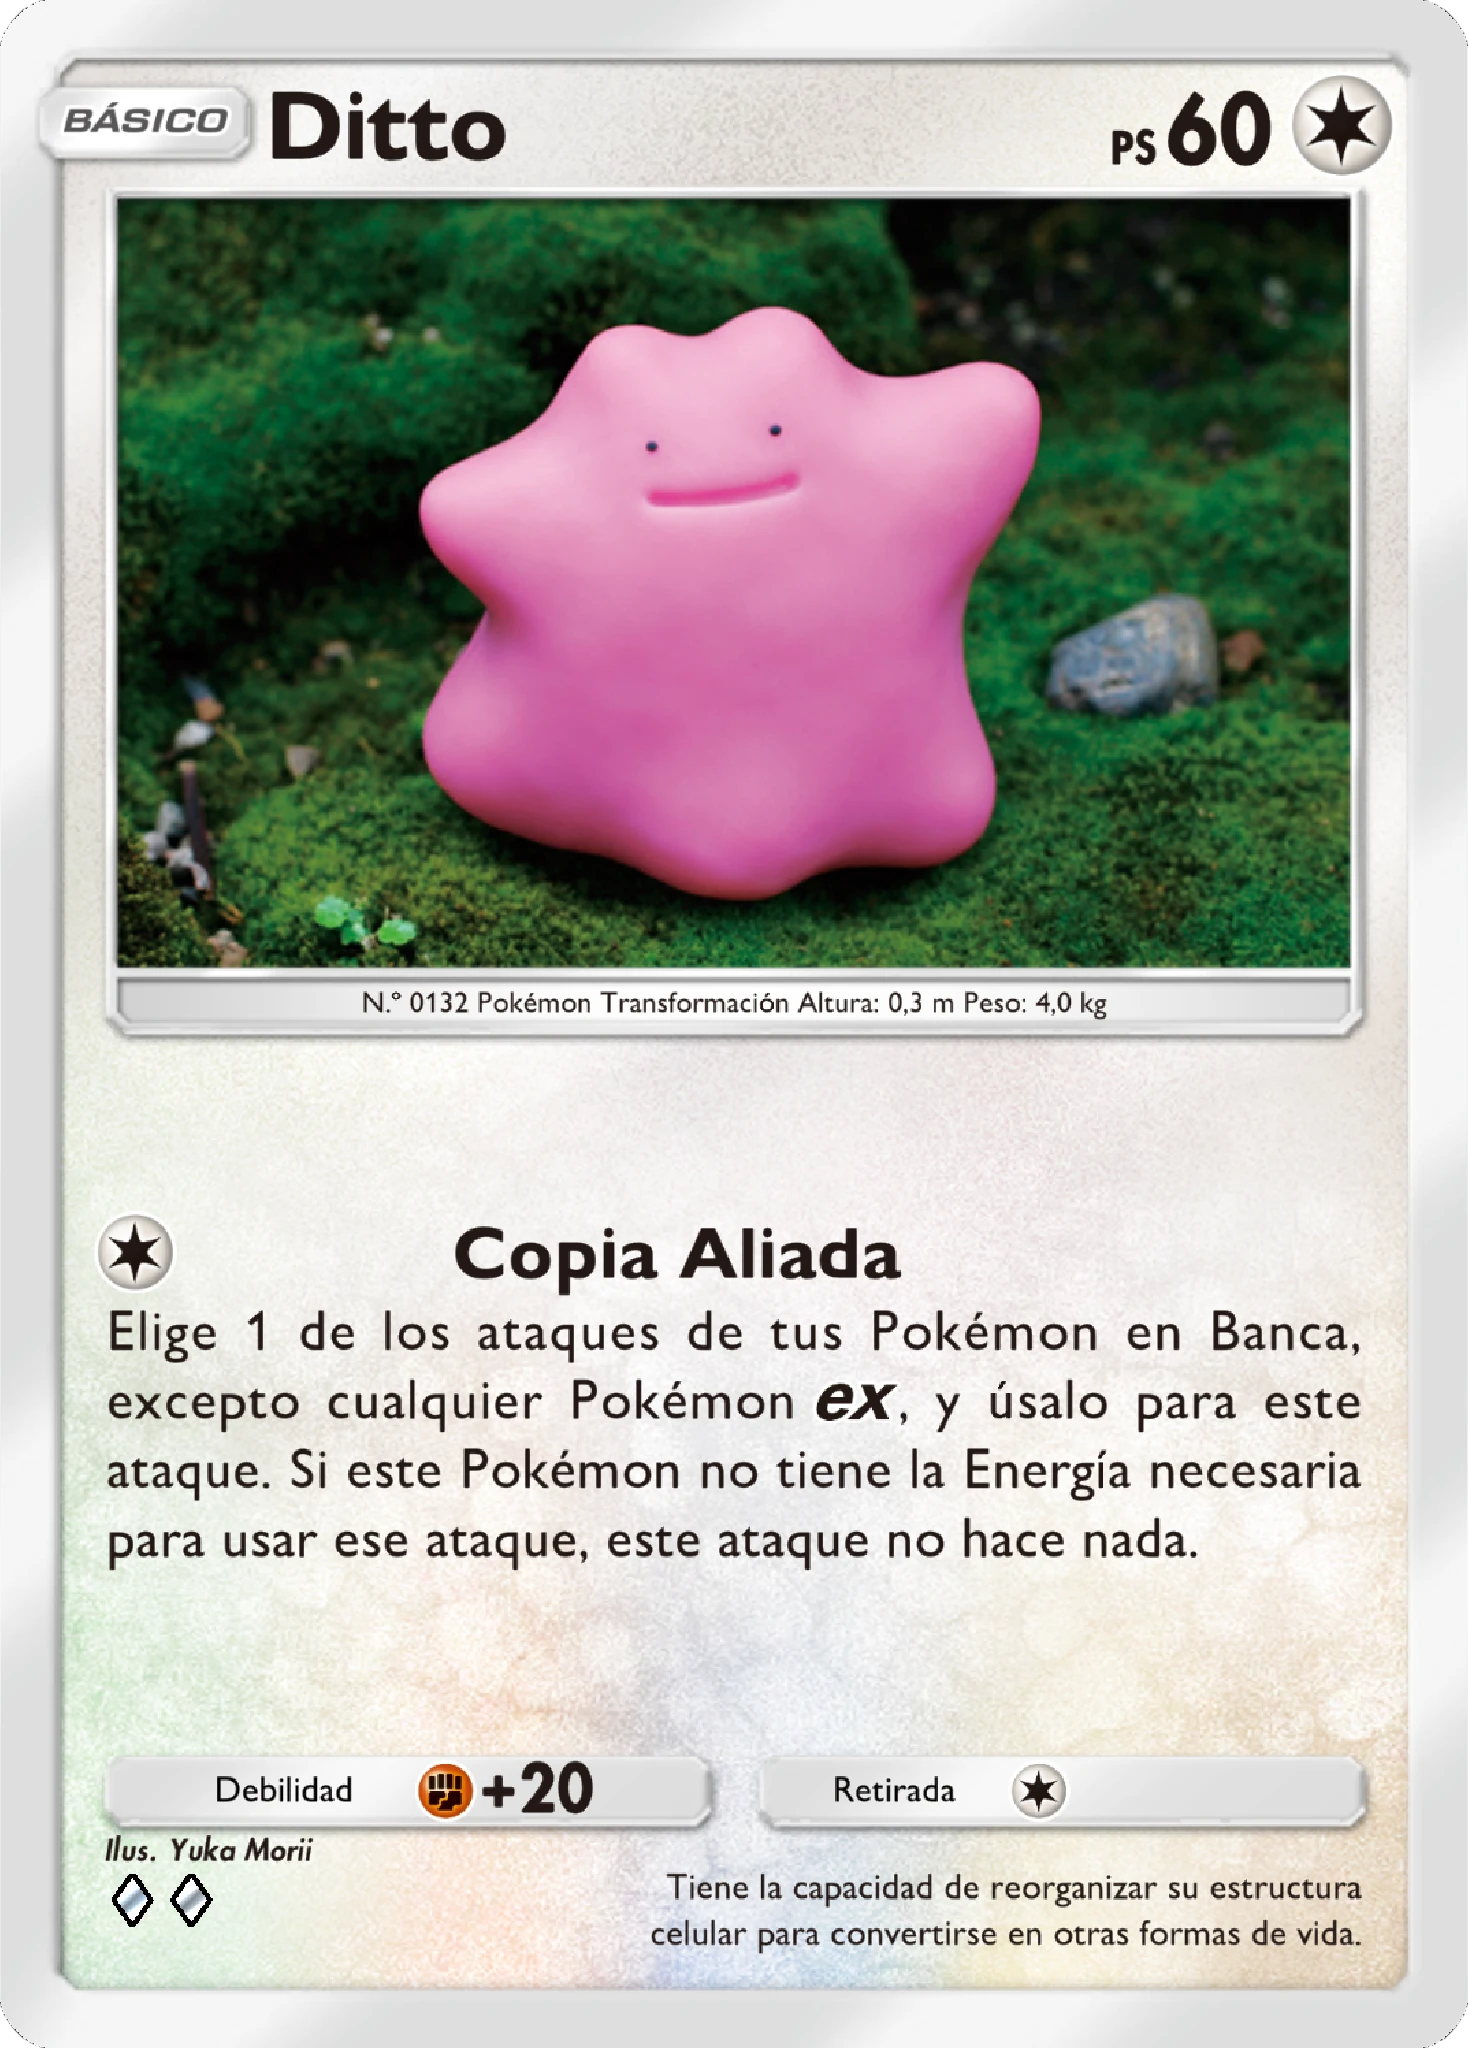 BÁSICO Ditto PS 60
N.º 0132 Pokémon Transformación Altura: 0,3 m Peso: 4,0 kg
Copia Aliada
Elige 1 de los ataques de tus Pokémon en Banca,
excepto cualquier Pokémon ex, y úsalo para este
ataque. Si este Pokémon no tiene la Energía necesaria
para usar ese ataque, este ataque no hace nada.
Debilidad +20 Retirada
Ilus. Yuka Morii
Tiene la capacidad de reorganizar su estructura
celular para convertirse en otras formas de vida.